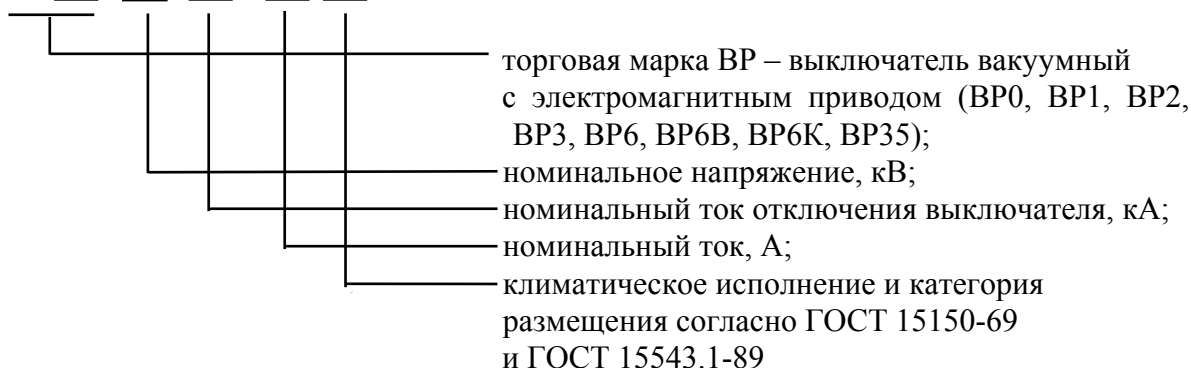 торговая марка ВР – выключатель вакуумный
с электромагнитным приводом (ВР0, ВР1, ВР2,
ВР3, ВР6, ВР6В, ВР6К, ВР35);
номинальное напряжение, кВ;
номинальный ток отключения выключателя, кА;
номинальный ток, А;
климатическое исполнение и категория
размещения согласно ГОСТ 15150-69
и ГОСТ 15543.1-89